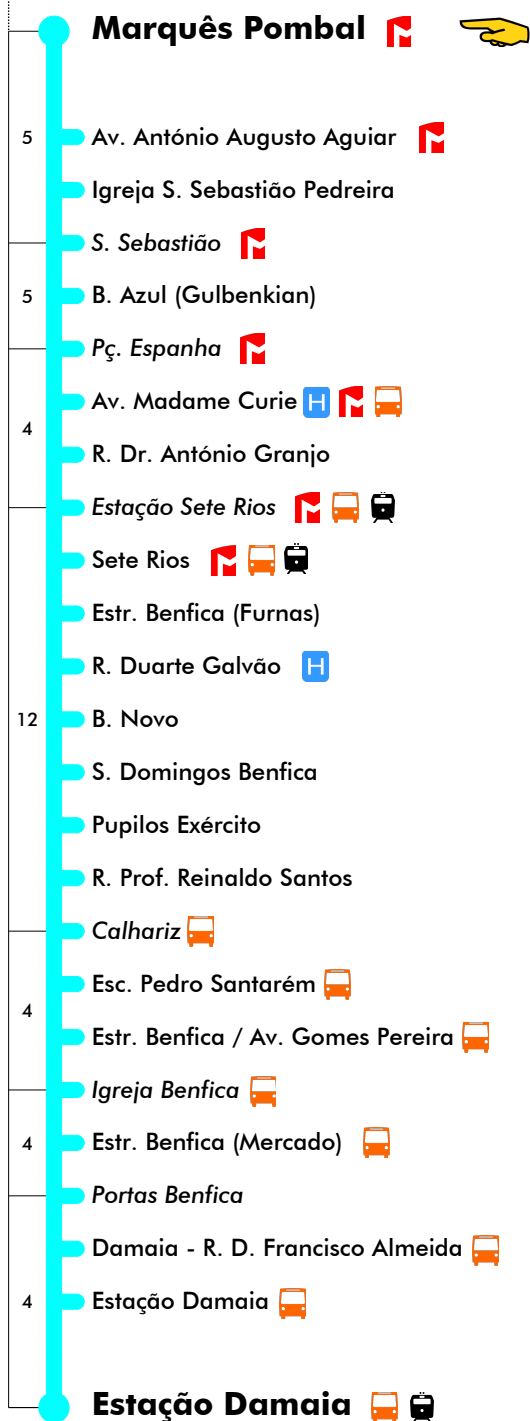 Marquês Pombal
5 Av. António Augusto Aguiar
Igreja S. Sebastião Pedreira
S. Sebastião
5 B. Azul (Gulbenkian)
Pç. Espanha
Av. Madame Curie H
4
R. Dr. António Granjo
Estação Sete Rios
Sete Rios
Estr. Benfica (Furnas)
R. Duarte Galvão H
12 B. Novo
S. Domingos Benfica
Pupilos Exército
R. Prof. Reinaldo Santos
Calhariz
Esc. Pedro Santarém
4
Estr. Benfica / Av. Gomes Pereira
Igreja Benfica
4 Estr. Benfica (Mercado)
Portas Benfica
Damaia - R. D. Francisco Almeida
4 Estação Damaia
Estação Damaia